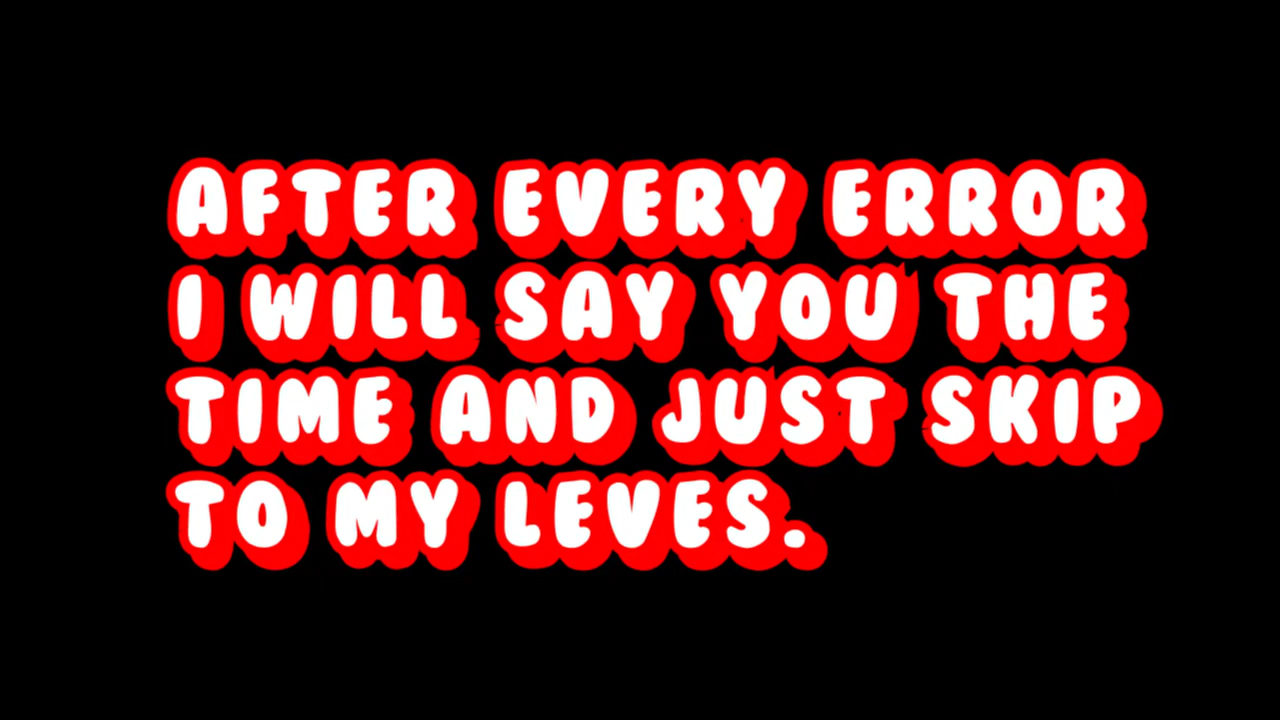 AFTER EVERY ERROR
I WILL SAY YOU THE
TIME AND JUST SKIP
TO MY LEVES.